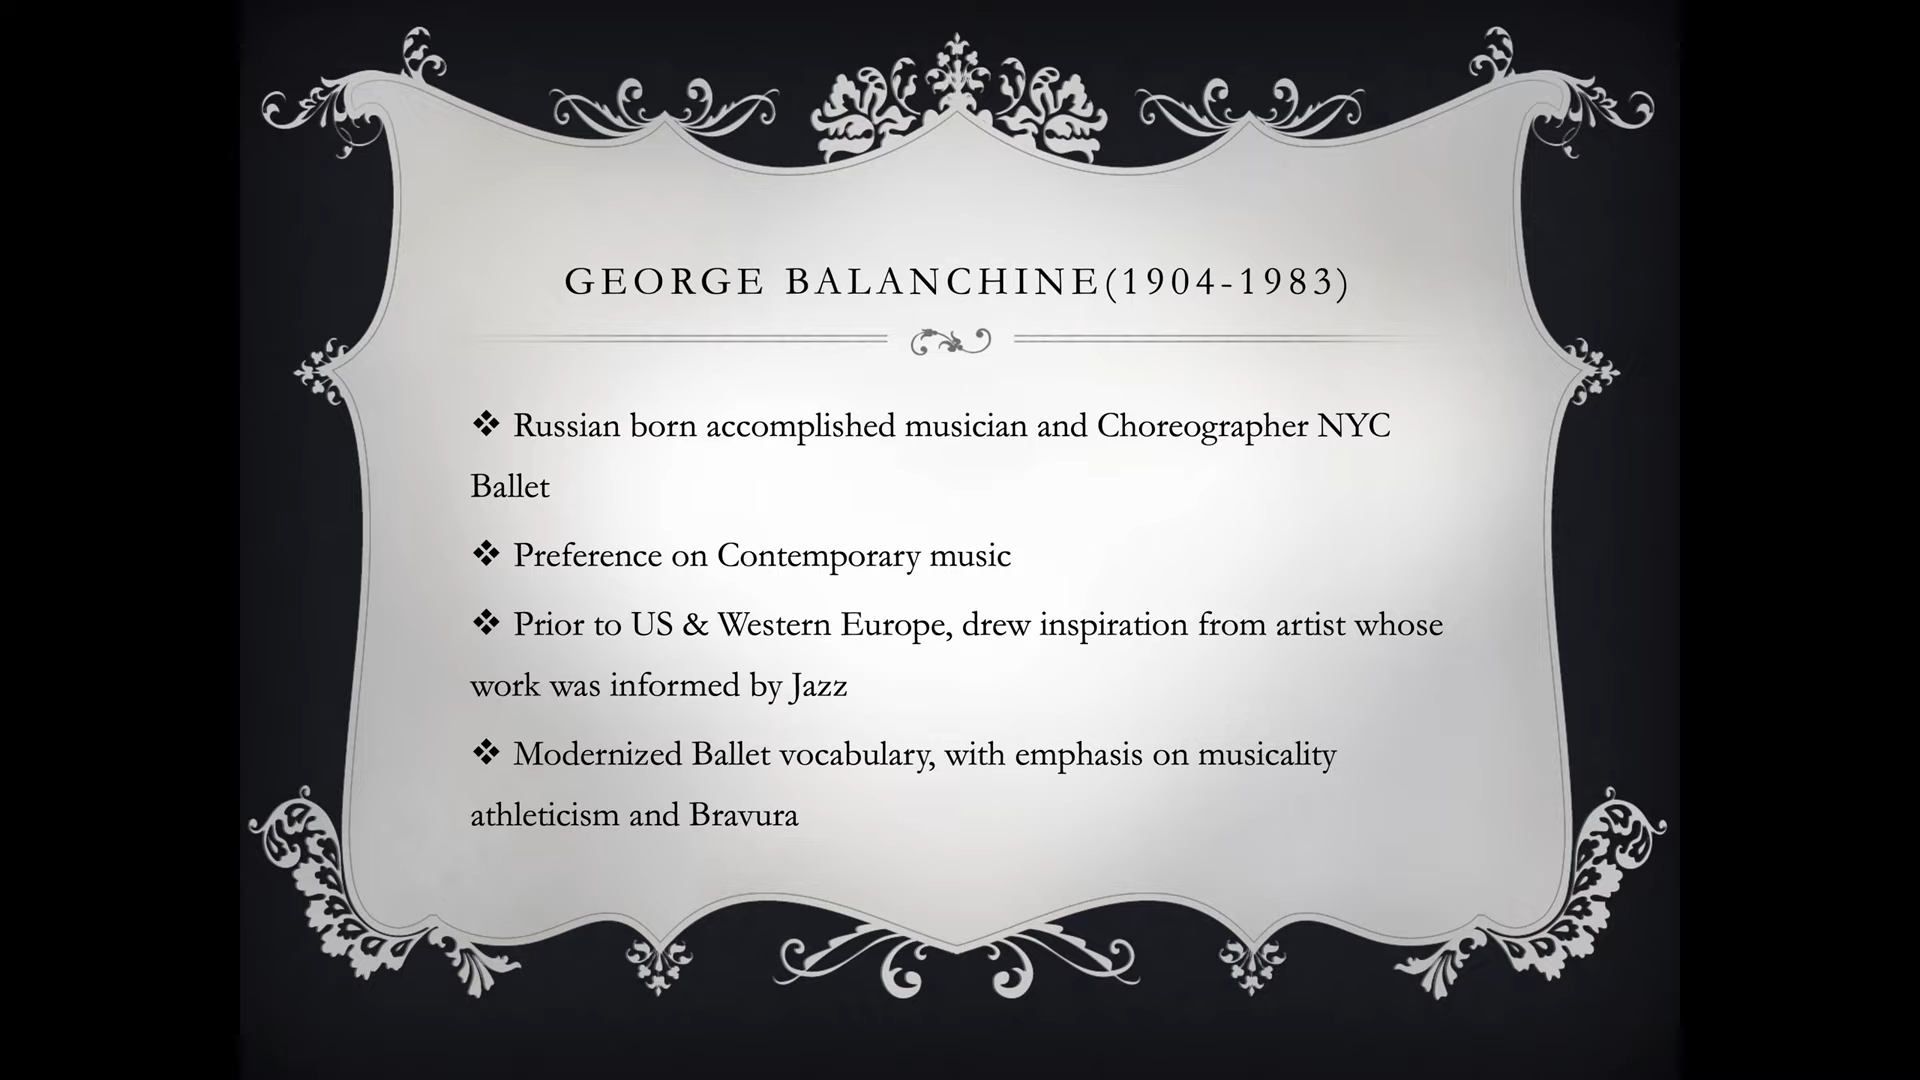 GEORGE BALANCHINE(1904-1983)
❖ Russian born accomplished musician and Choreographer NYC
Ballet
❖ Preference on Contemporary music
❖ Prior to US & Western Europe, drew inspiration from artist whose
work was informed by Jazz
❖ Modernized Ballet vocabulary, with emphasis on musicality
athleticism and Bravura